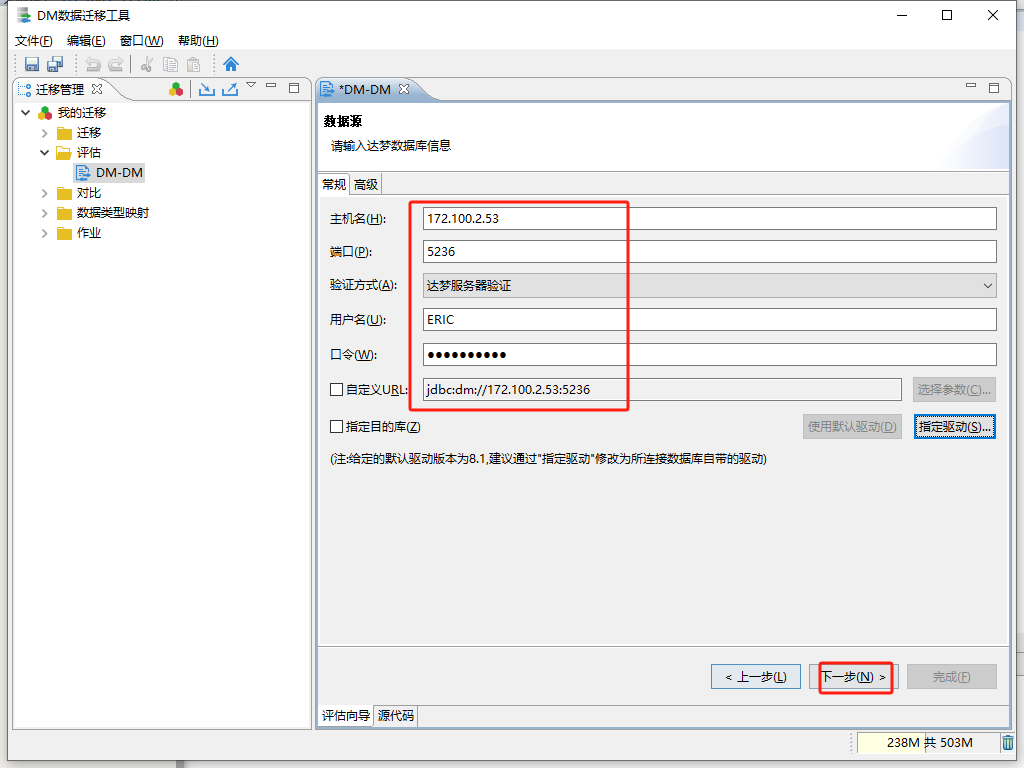 DM数据迁移工具
文件(F) 编辑(E) 窗口(W) 帮助(H)
迁移管理
*DM-DM
我的迁移
迁移
评估
DM-DM
对比
数据类型映射
作业
数据源
请输入达梦数据库信息
常规 高级
主机名(H): 172.100.2.53
端口(P): 5236
验证方式(A): 达梦服务器验证
用户名(U): ERIC
口令(W): ●●●●●●●●●●
自定义URL: jdbc:dm://172.100.2.53:5236 选择参数(C)...
指定目的库(Z) 使用默认驱动(D) 指定驱动(S)...
(注:给定的默认驱动版本为8.1,建议通过"指定驱动"修改为所连接数据库自带的驱动)
< 上一步(L) 下一步(N) > 完成(F)
评估向导 源代码
238M 共 503M